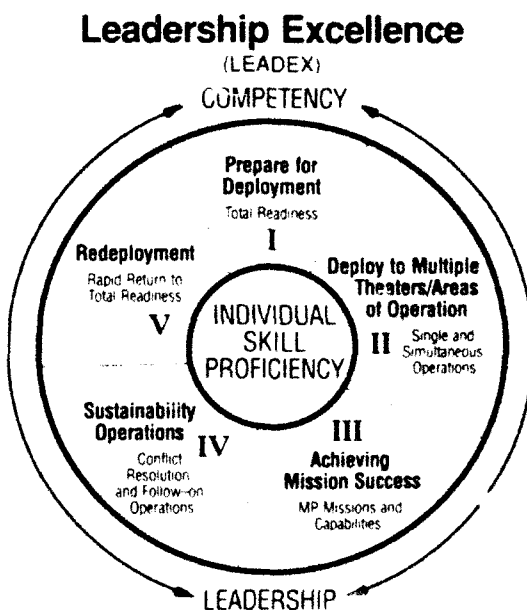 Leadership Excellence
(LEADEX)
COMPETENCY
Prepare for
Deployment
Total Readiness
I
Deploy to Multiple
Theaters/Areas
of Operation
II
Single and
Simultaneous
Operations
III
Achieving
Mission Success
MP Missions and
Capabilities
Sustainability
Operations
IV
Conflict
Resolution
and Follow-on
Operations
Redeployment
Rapid Return to
Total Readiness
V
INDIVIDUAL
SKILL
PROFICIENCY
LEADERSHIP